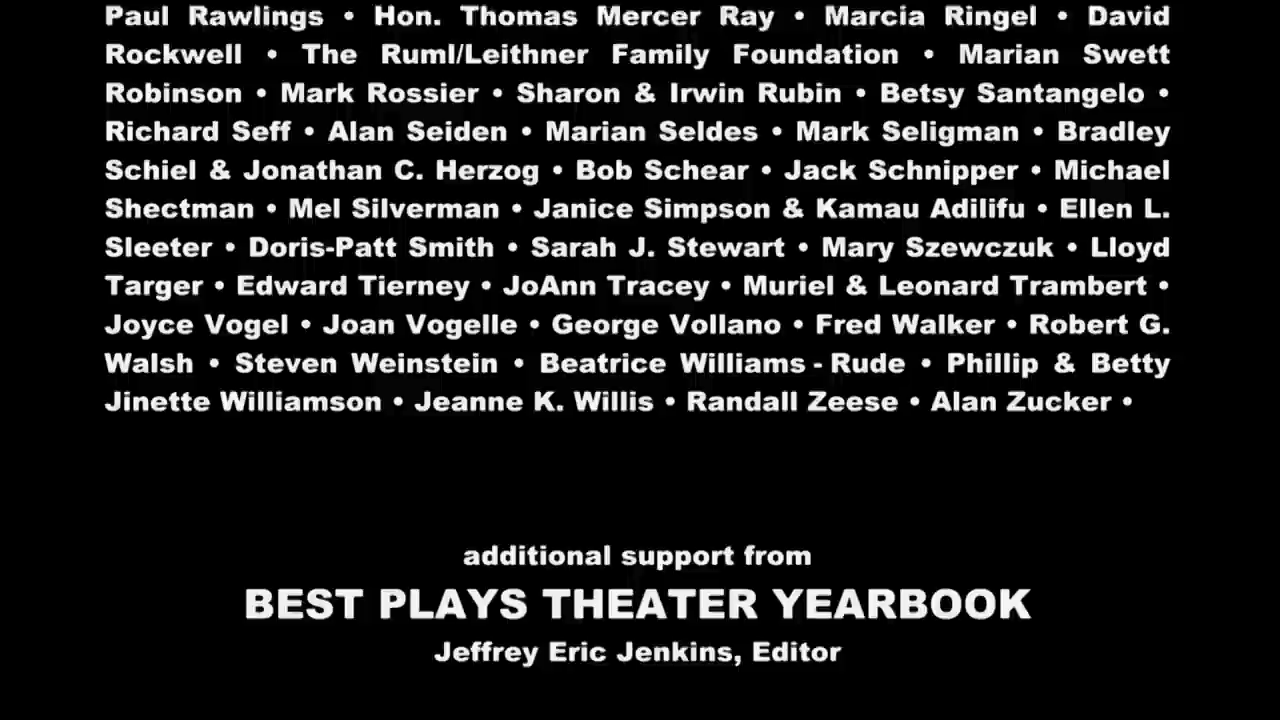 Paul Rawlings • Hon. Thomas Mercer Ray • Marcia Ringel • David
Rockwell • The Ruml/Leithner Family Foundation • Marian Swett
Robinson • Mark Rossier • Sharon & Irwin Rubin • Betsy Santangelo •
Richard Seff • Alan Seiden • Marian Seldes • Mark Seligman • Bradley
Schiel & Jonathan C. Herzog • Bob Schear • Jack Schnipper • Michael
Shectman • Mel Silverman • Janice Simpson & Kamau Adilifu • Ellen L.
Sleeter • Doris-Patt Smith • Sarah J. Stewart • Mary Szewczuk • Lloyd
Targer • Edward Tierney • JoAnn Tracey • Muriel & Leonard Trambert •
Joyce Vogel • Joan Vogelle • George Vollano • Fred Walker • Robert G.
Walsh • Steven Weinstein • Beatrice Williams - Rude • Phillip & Betty
Jinette Williamson • Jeanne K. Willis • Randall Zeese • Alan Zucker •
additional support from
BEST PLAYS THEATER YEARBOOK
Jeffrey Eric Jenkins, Editor